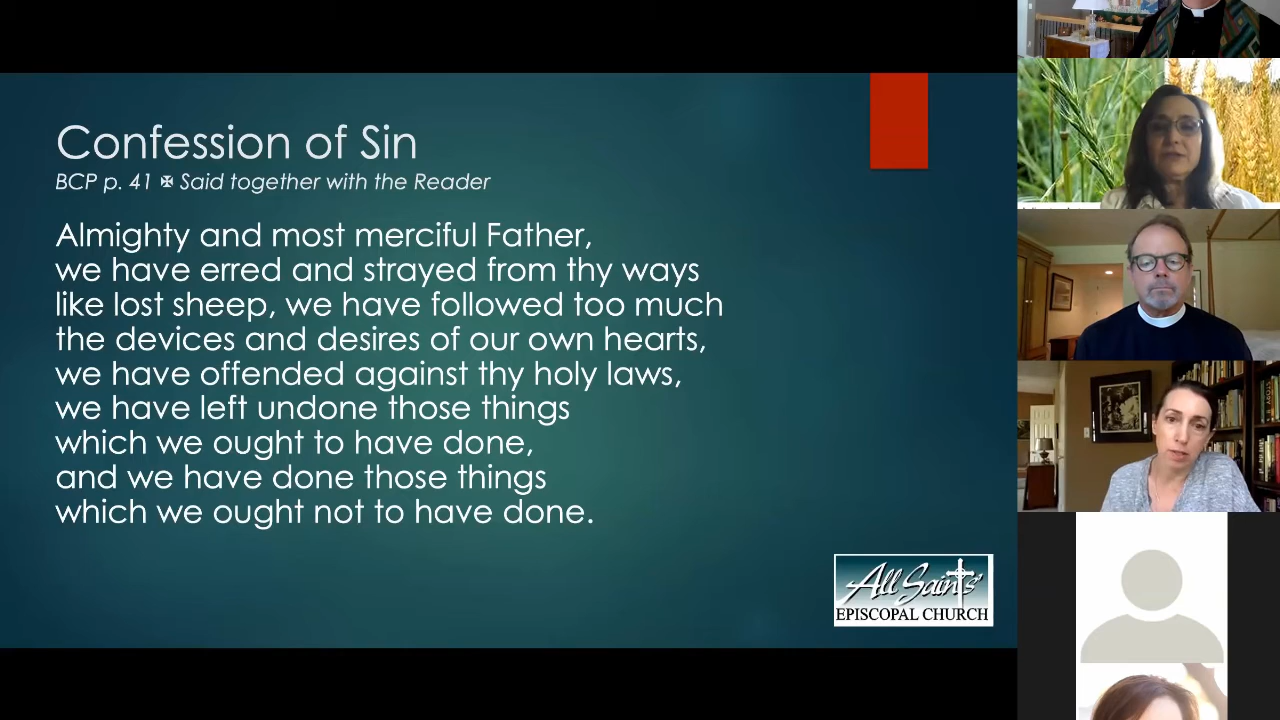 Confession of Sin
BCP p. 41 ✠ Said together with the Reader
Almighty and most merciful Father,
we have erred and strayed from thy ways
like lost sheep, we have followed too much
the devices and desires of our own hearts,
we have offended against thy holy laws,
we have left undone those things
which we ought to have done,
and we have done those things
which we ought not to have done.
All Saints'
EPISCOPAL CHURCH